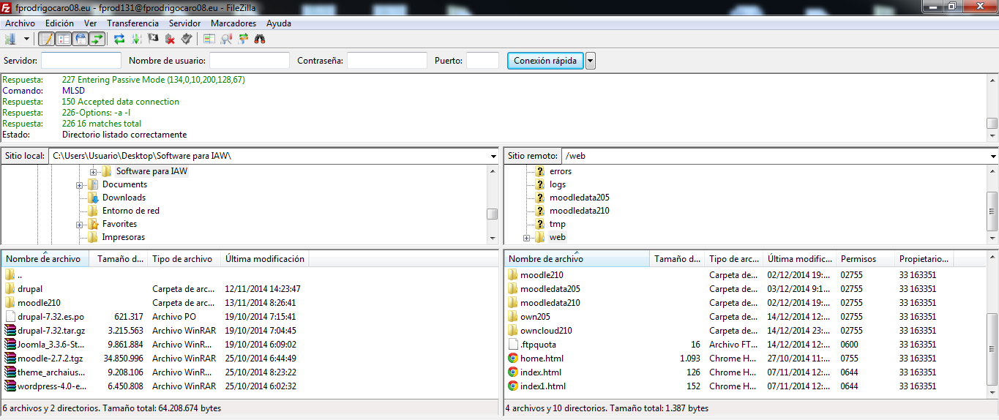 fprodrigocaro08.eu - fprod131@fprodrigocaro08.eu - FileZilla
Archivo Edición Ver Transferencia Servidor Marcadores Ayuda
Servidor: Nombre de usuario: Contraseña: Puerto: Conexión rápida
Respuesta: 227 Entering Passive Mode (134,0,10,200,128,67)
Comando: MLSD
Respuesta: 150 Accepted data connection
Respuesta: 226-Options: -a -l
Respuesta: 226 16 matches total
Estado: Directorio listado correctamente
Sitio local: C:\Users\Usuario\Desktop\Software para IAW\
Software para IAW
Documents
Downloads
Entorno de red
Favorites
Impresoras
Sitio remoto: /web
errors
logs
moodledata205
moodledata210
tmp
web
Nombre de archivo Tamaño d... Tipo de archivo Última modificación
..
drupal Carpeta de arc... 12/11/2014 14:23:47
moodle210 Carpeta de arc... 13/11/2014 8:26:41
drupal-7.32.es.po 621.317 Archivo PO 19/10/2014 7:15:41
drupal-7.32.tar.gz 3.215.563 Archivo WinRAR 19/10/2014 7:04:45
Joomla_3.3.6-St... 9.861.884 Archivo WinR... 19/10/2014 6:09:02
moodle-2.7.2.tgz 34.850.996 Archivo WinRAR 25/10/2014 6:44:49
theme_archaius... 9.208.106 Archivo WinR... 25/10/2014 8:23:22
wordpress-4.0-e... 6.450.808 Archivo WinRAR 25/10/2014 6:02:32
6 archivos y 2 directorios. Tamaño total: 64.208.674 bytes
Nombre de archivo Tamaño d... Tipo de arc... Última modific... Permisos Propietario...
moodle210 Carpeta de... 02/12/2014 19:... 02755 33 163351
moodledata205 Carpeta de... 03/12/2014 9:1... 02755 33 163351
moodledata210 Carpeta de... 02/12/2014 19:... 02755 33 163351
own205 Carpeta de... 14/12/2014 12:... 02755 33 163351
owncloud210 Carpeta de... 14/12/2014 23:... 02755 33 163351
.ftpquota 16 Archivo FT... 14/12/2014 12:... 0600 33 163351
home.html 1.093 Chrome H... 27/10/2014 11:... 0755 33 163351
index.html 126 Chrome H... 07/11/2014 12:... 0644 33 163351
index1.html 152 Chrome H... 07/11/2014 12:... 0644 33 163351
4 archivos y 10 directorios. Tamaño total: 1.387 bytes